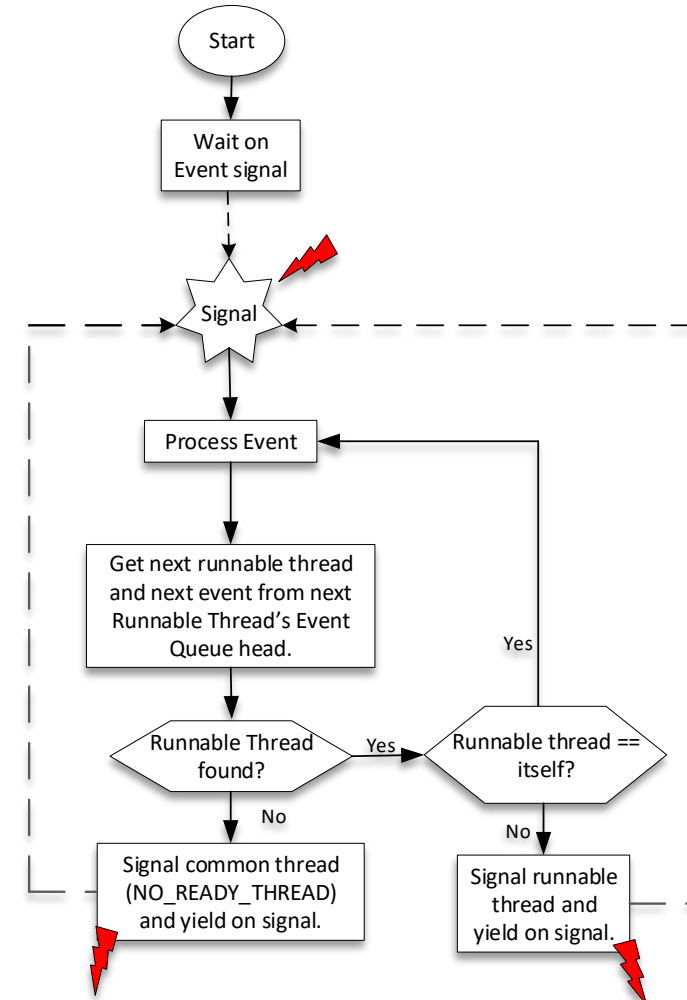 Start
Wait on
Event signal
Signal
Process Event
Get next runnable thread
and next event from next
Runnable Thread’s Event
Queue head.
Yes
Runnable Thread
found?
Yes
Runnable thread ==
itself?
No
No
Signal common thread
(NO_READY_THREAD)
and yield on signal.
Signal runnable
thread and
yield on signal.